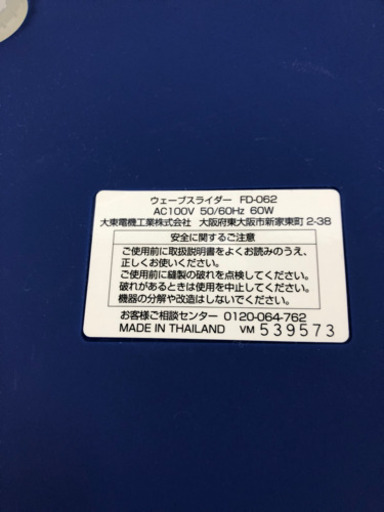 ウェーブスライダー FD-062
AC100V 50/60Hz 60W
大東電機工業株式会社 大阪府東大阪市新家東町 2-38
安全に関するご注意
ご使用前に取扱説明書をよくお読みのうえ、
正しくお使いください。
ご使用前に縫製の破れを点検してください。
破れがあるときは使用を中止してください。
機器の分解や改造はしないでください。
お客様ご相談センター 0120-064-762
MADE IN THAILAND VM 539573